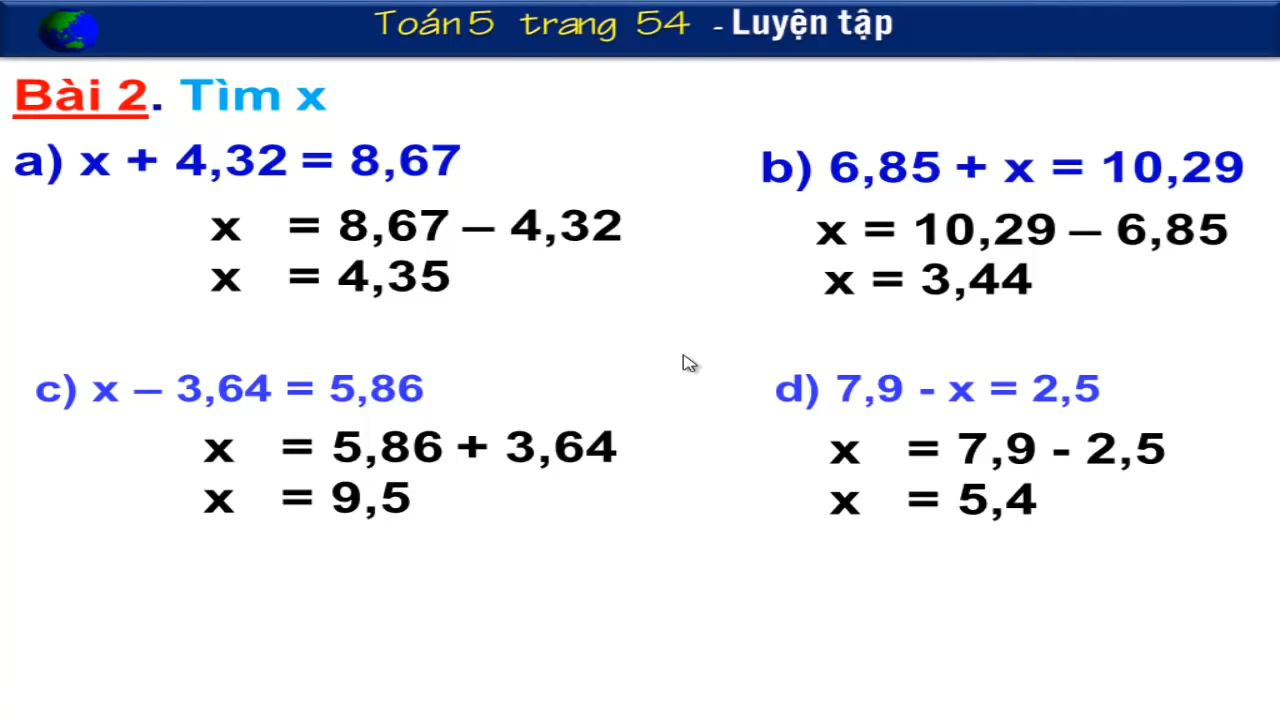 Toán 5 trang 54 - Luyện tập
Bài 2. Tìm x
a) x + 4,32 = 8,67
x = 8,67 – 4,32
x = 4,35
b) 6,85 + x = 10,29
x = 10,29 – 6,85
x = 3,44
c) x – 3,64 = 5,86
x = 5,86 + 3,64
x = 9,5
d) 7,9 - x = 2,5
x = 7,9 - 2,5
x = 5,4